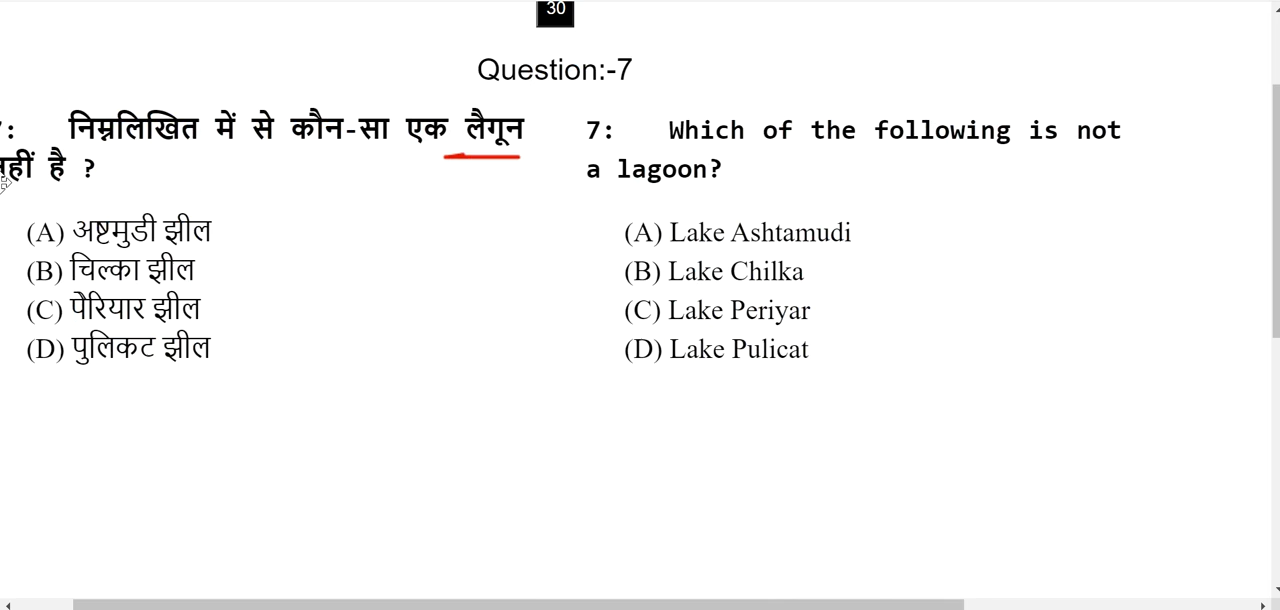 30
Question:-7
: निम्नलिखित में से कौन-सा एक लैगून
नहीं है ?
(A) अष्टमुडी झील
(B) चिल्का झील
(C) पेरियार झील
(D) पुलिकट झील
7: Which of the following is not
a lagoon?
(A) Lake Ashtamudi
(B) Lake Chilka
(C) Lake Periyar
(D) Lake Pulicat